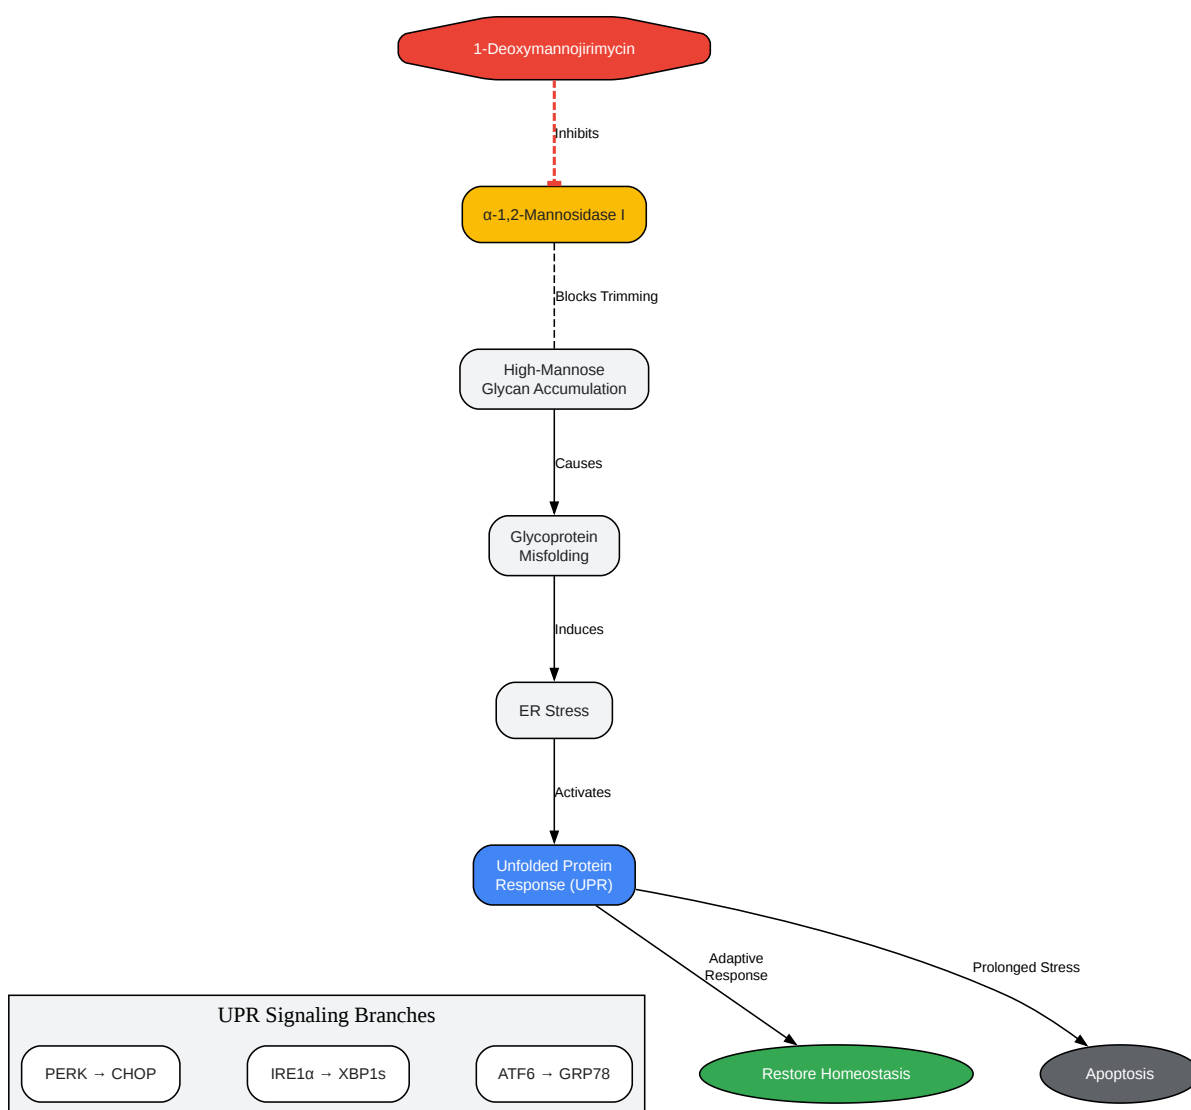 1-Deoxymannojirimycin
Inhibits
α-1,2-Mannosidase I
Blocks Trimming
High-Mannose
Glycan Accumulation
Causes
Glycoprotein
Misfolding
Induces
ER Stress
Activates
Unfolded Protein
Response (UPR)
Adaptive
Response
Prolonged Stress
UPR Signaling Branches
PERK → CHOP
IRE1α → XBP1s
ATF6 → GRP78
Restore Homeostasis
Apoptosis